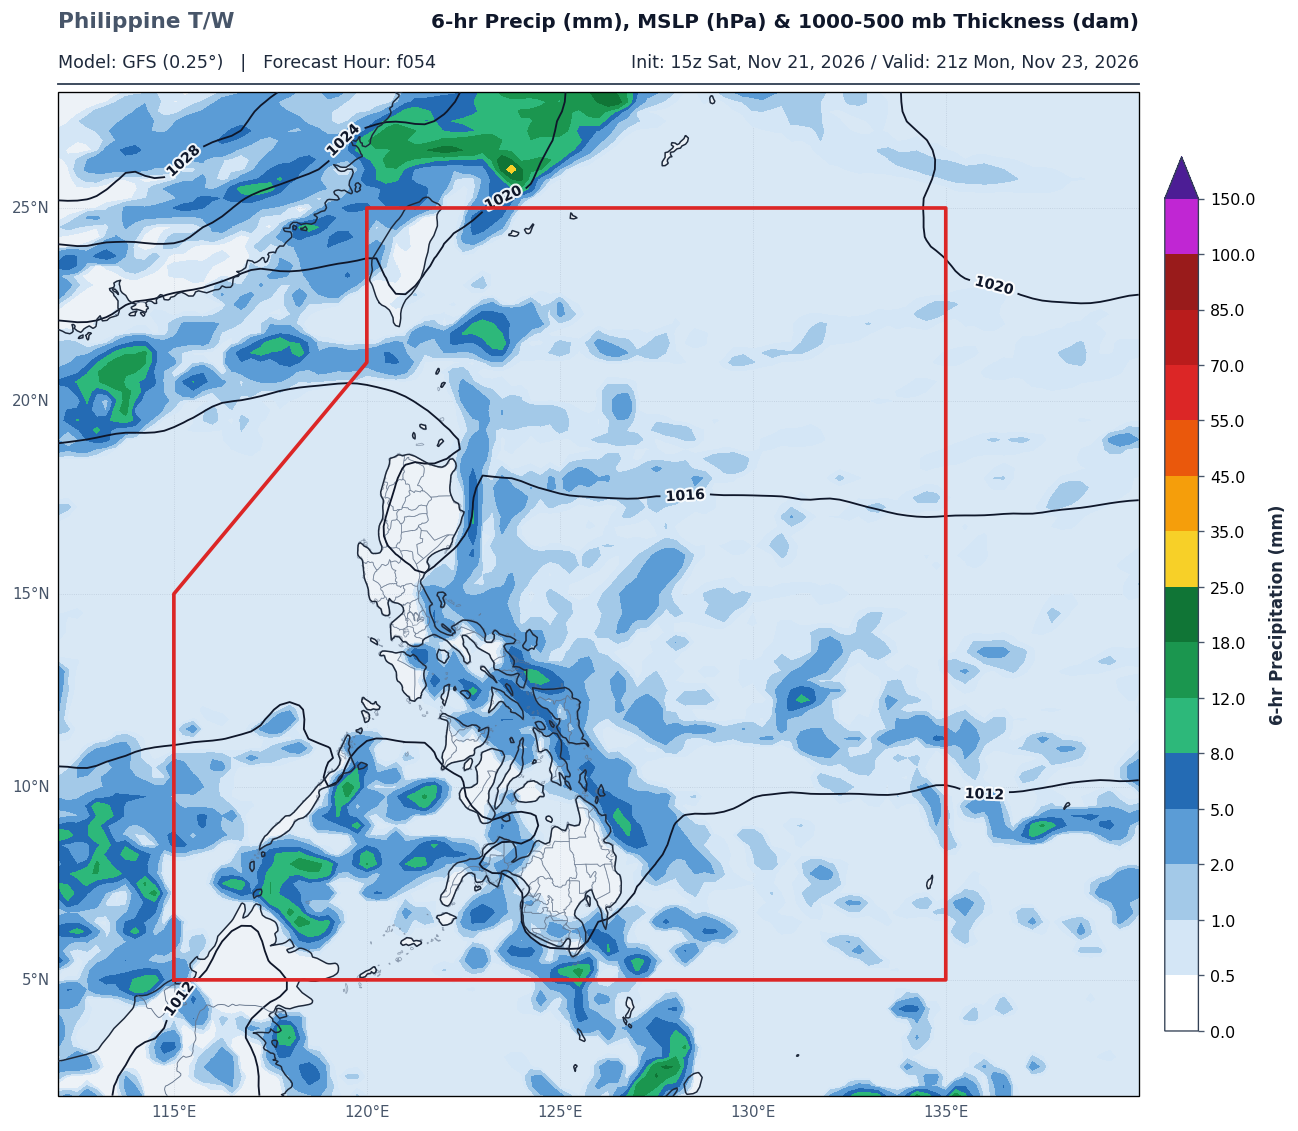 Philippine T/W
6-hr Precip (mm), MSLP (hPa) & 1000-500 mb Thickness (dam)
Model: GFS (0.25°) | Forecast Hour: f054
Init: 15z Sat, Nov 21, 2026 / Valid: 21z Mon, Nov 23, 2026
1028
1024
1020
1020
1016
1012
1012
25°N
20°N
15°N
10°N
5°N
115°E
120°E
125°E
130°E
135°E
150.0
100.0
85.0
70.0
55.0
45.0
35.0
25.0
18.0
12.0
8.0
5.0
2.0
1.0
0.5
0.0
6-hr Precipitation (mm)